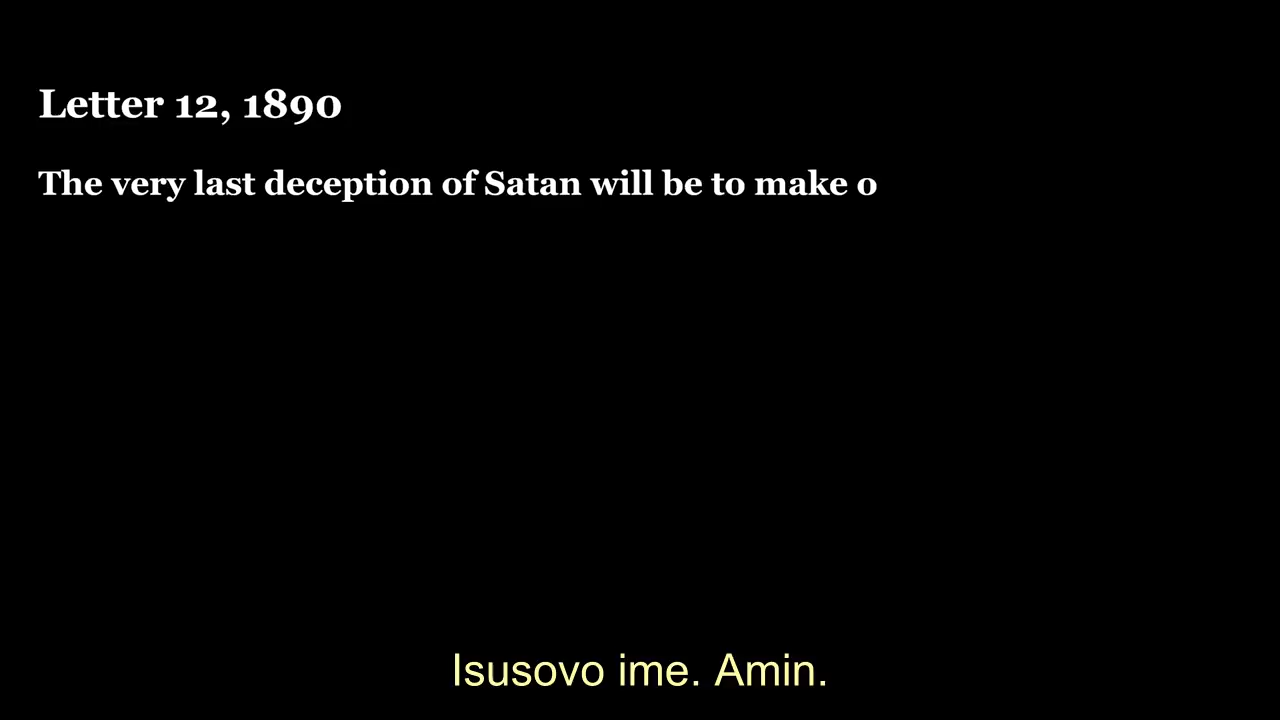 Letter 12, 1890
The very last deception of Satan will be to make o
Isusovo ime. Amin.